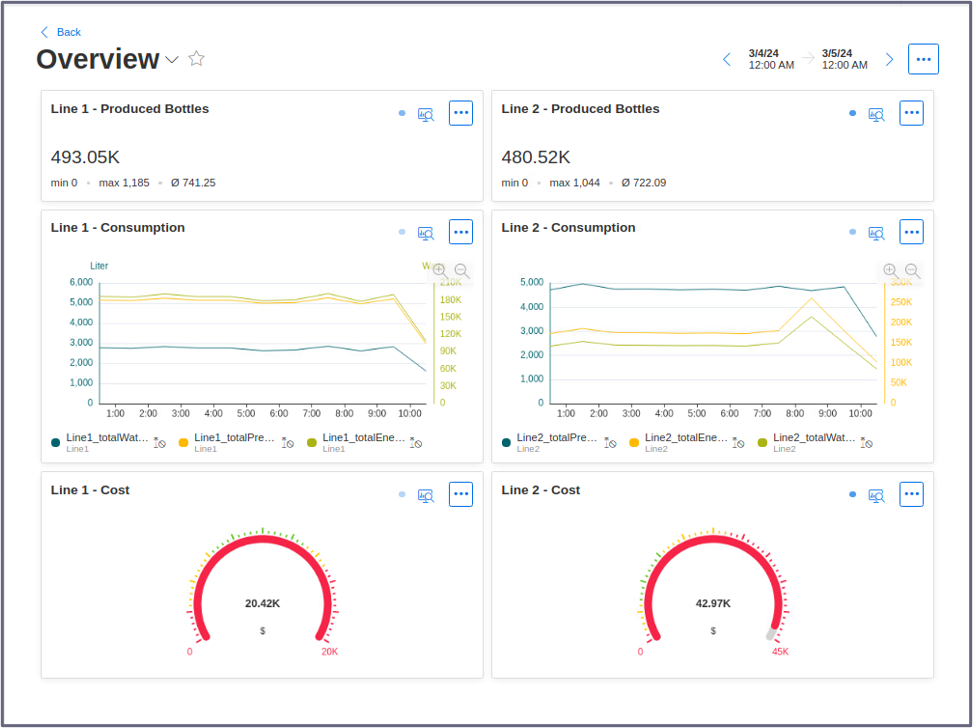 Back
Overview
3/4/24
12:00 AM
3/5/24
12:00 AM
Line 1 - Produced Bottles
493.05K
min 0 • max 1,185 • Ø 741.25
Line 2 - Produced Bottles
480.52K
min 0 • max 1,044 • Ø 722.09
Line 1 - Consumption
Liter
6,000
5,000
4,000
3,000
2,000
1,000
0
210K
180K
150K
120K
90K
60K
30K
0
1:00 2:00 3:00 4:00 5:00 6:00 7:00 8:00 9:00 10:00
Line1_totalWat... Line1_totalPre... Line1_totalEne...
Line1 Line1 Line1
Line 2 - Consumption
5,000
4,000
3,000
2,000
1,000
0
300K
250K
200K
150K
100K
50K
0
1:00 2:00 3:00 4:00 5:00 6:00 7:00 8:00 9:00 10:00
Line2_totalPre... Line2_totalEne... Line2_totalWat...
Line2 Line2 Line2
Line 1 - Cost
20.42K
$
0 20K
Line 2 - Cost
42.97K
$
0 45K